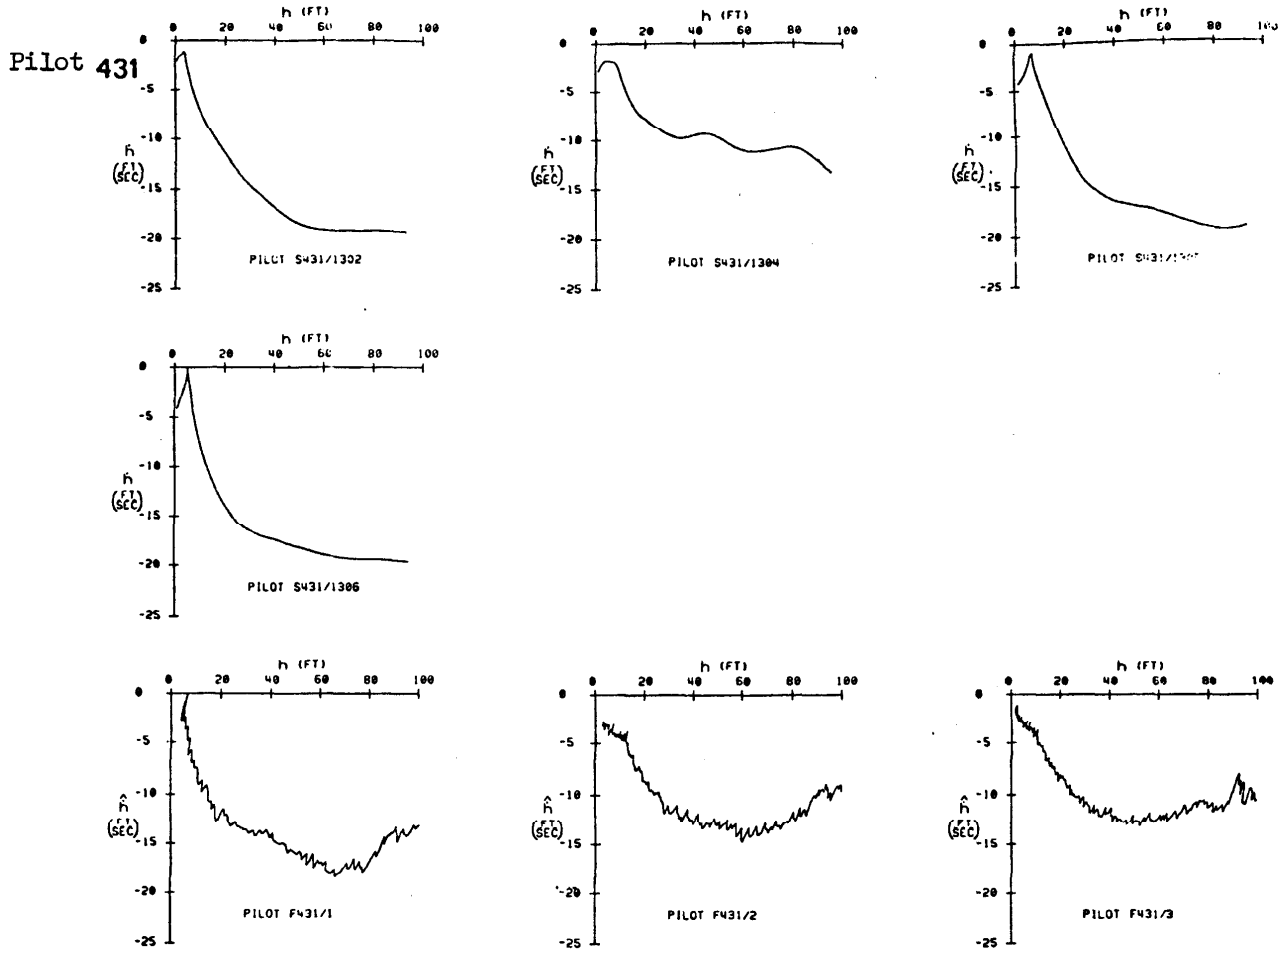 Pilot 431
h (FT)
0 20 40 60 80 100
0
-5
-10
-15
-20
-25
ḣ
(FT
SEC)
PILOT S431/1302
h (FT)
0 20 40 60 80 100
0
-5
-10
-15
-20
-25
ḣ
(FT
SEC)
PILOT S431/1304
h (FT)
0 20 40 60 80 100
0
-5
-10
-15
-20
-25
ḣ
(FT
SEC)
PILOT
h (FT)
0 20 40 60 80 100
0
-5
-10
-15
-20
-25
ḣ
(FT
SEC)
PILOT S431/1306
h (FT)
0 20 40 60 80 100
0
-5
-10
-15
-20
-25
ḣ̂
(FT
SEC)
PILOT F431/1
h (FT)
0 20 40 60 80 100
0
-5
-10
-15
-20
-25
ḣ̂
(FT
SEC)
PILOT F431/2
h (FT)
0 20 40 60 80 100
0
-5
-10
-15
-20
-25
ḣ̂
(FT
SEC)
PILOT F431/3